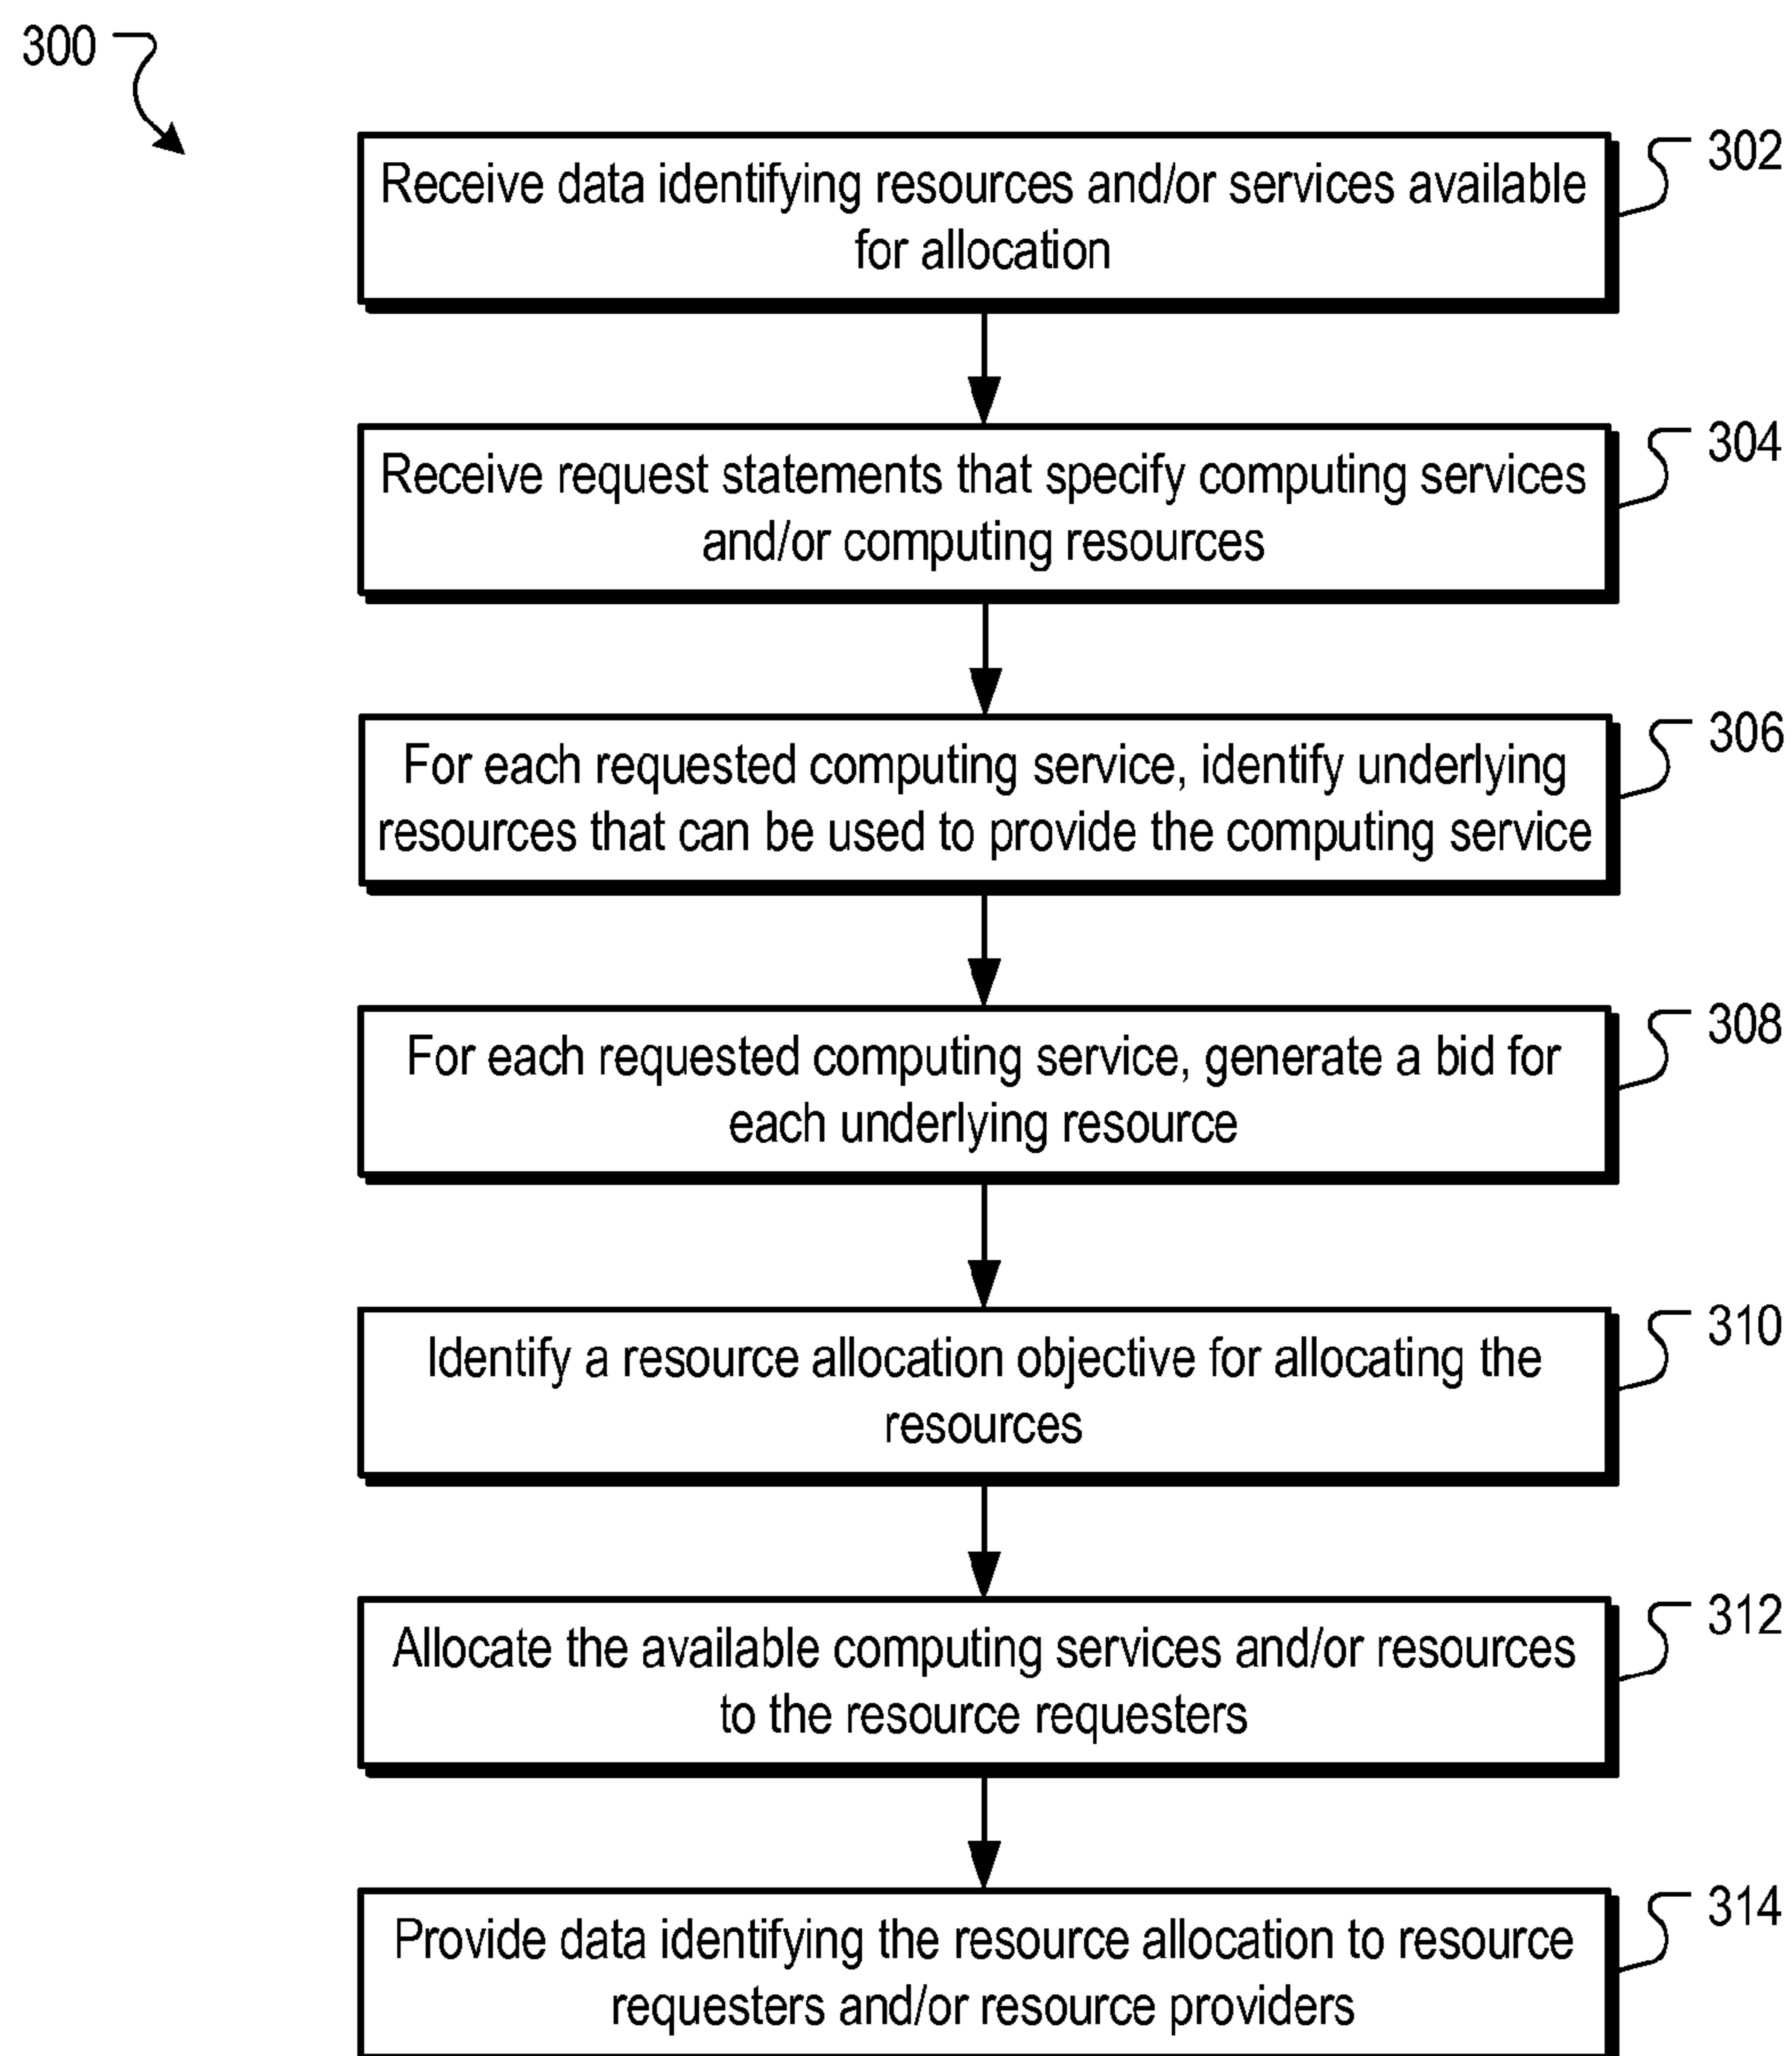 300
302
Receive data identifying resources and/or services available
for allocation
304
Receive request statements that specify computing services
and/or computing resources
306
For each requested computing service, identify underlying
resources that can be used to provide the computing service
308
For each requested computing service, generate a bid for
each underlying resource
310
Identify a resource allocation objective for allocating the
resources
312
Allocate the available computing services and/or resources
to the resource requesters
314
Provide data identifying the resource allocation to resource
requesters and/or resource providers